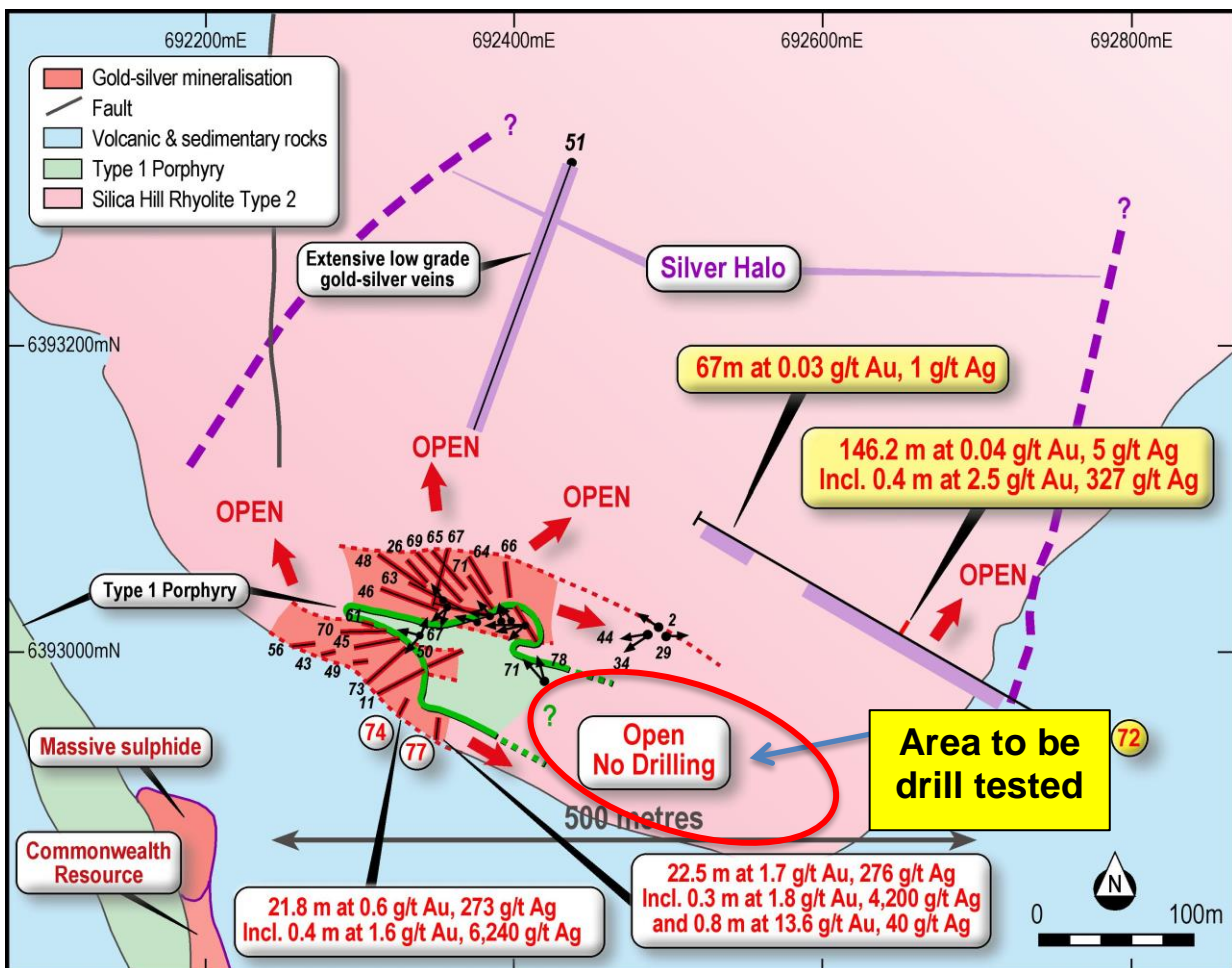 692200mE
692400mE
692600mE
692800mE
Gold-silver mineralisation
Fault
Volcanic & sedimentary rocks
Type 1 Porphyry
Silica Hill Rhyolite Type 2
?
51
?
Extensive low grade
gold-silver veins
Silver Halo
6393200mN
67m at 0.03 g/t Au, 1 g/t Ag
146.2 m at 0.04 g/t Au, 5 g/t Ag
Incl. 0.4 m at 2.5 g/t Au, 327 g/t Ag
OPEN
OPEN
OPEN
OPEN
48
26
69
65
67
64
66
63
71
46
Type 1 Porphyry
61
70
67
2
44
29
34
6393000mN
56
45
43
49
50
71
78
73
11
?
74
77
Open
No Drilling
Area to be
drill tested
72
Massive sulphide
500 metres
Commonwealth
Resource
21.8 m at 0.6 g/t Au, 273 g/t Ag
Incl. 0.4 m at 1.6 g/t Au, 6,240 g/t Ag
22.5 m at 1.7 g/t Au, 276 g/t Ag
Incl. 0.3 m at 1.8 g/t Au, 4,200 g/t Ag
and 0.8 m at 13.6 g/t Au, 40 g/t Ag
N
0
100m